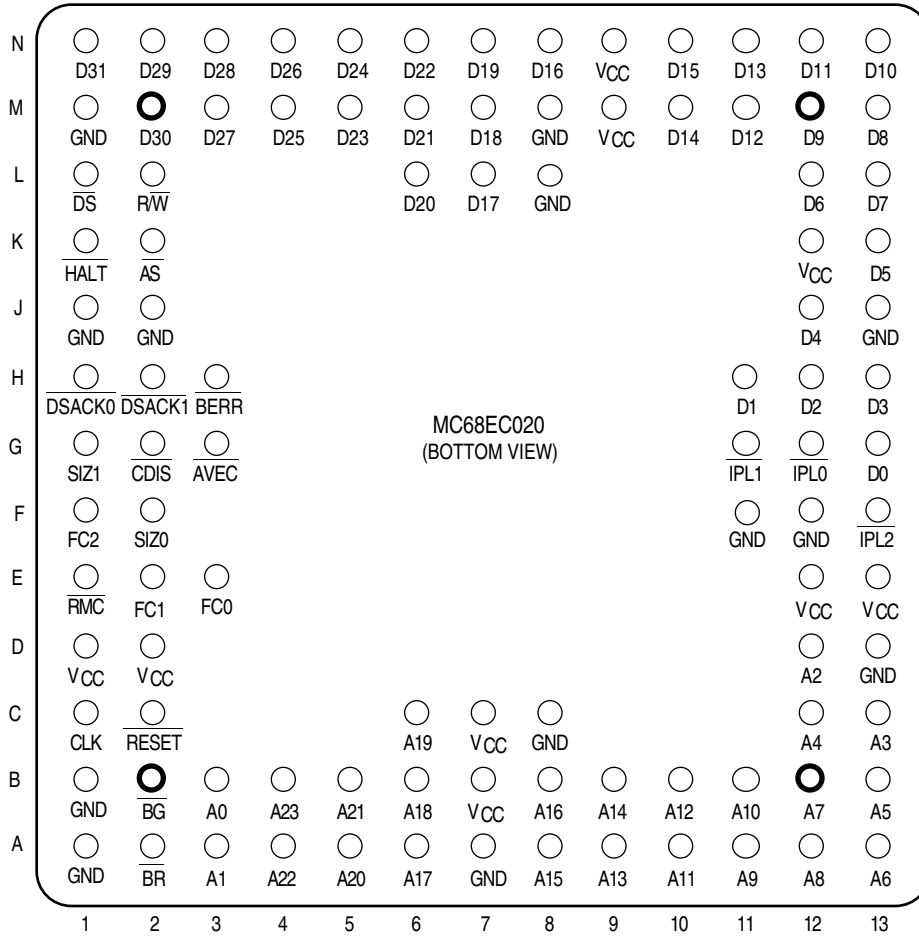 N
D31 D29 D28 D26 D24 D22 D19 D16 VCC D15 D13 D11 D10
M
GND D30 D27 D25 D23 D21 D18 GND VCC D14 D12 D9 D8
L
DS R/W D20 D17 GND D6 D7
K
HALT AS VCC D5
J
GND GND D4 GND
H
DSACK0 DSACK1 BERR D1 D2 D3
MC68EC020
(BOTTOM VIEW)
G
SIZ1 CDIS AVEC IPL1 IPL0 D0
F
FC2 SIZ0 GND GND IPL2
E
RMC FC1 FC0 VCC VCC
D
VCC VCC A2 GND
C
CLK RESET A19 VCC GND A4 A3
B
GND BG A0 A23 A21 A18 VCC A16 A14 A12 A10 A7 A5
A
GND BR A1 A22 A20 A17 GND A15 A13 A11 A9 A8 A6
1 2 3 4 5 6 7 8 9 10 11 12 13